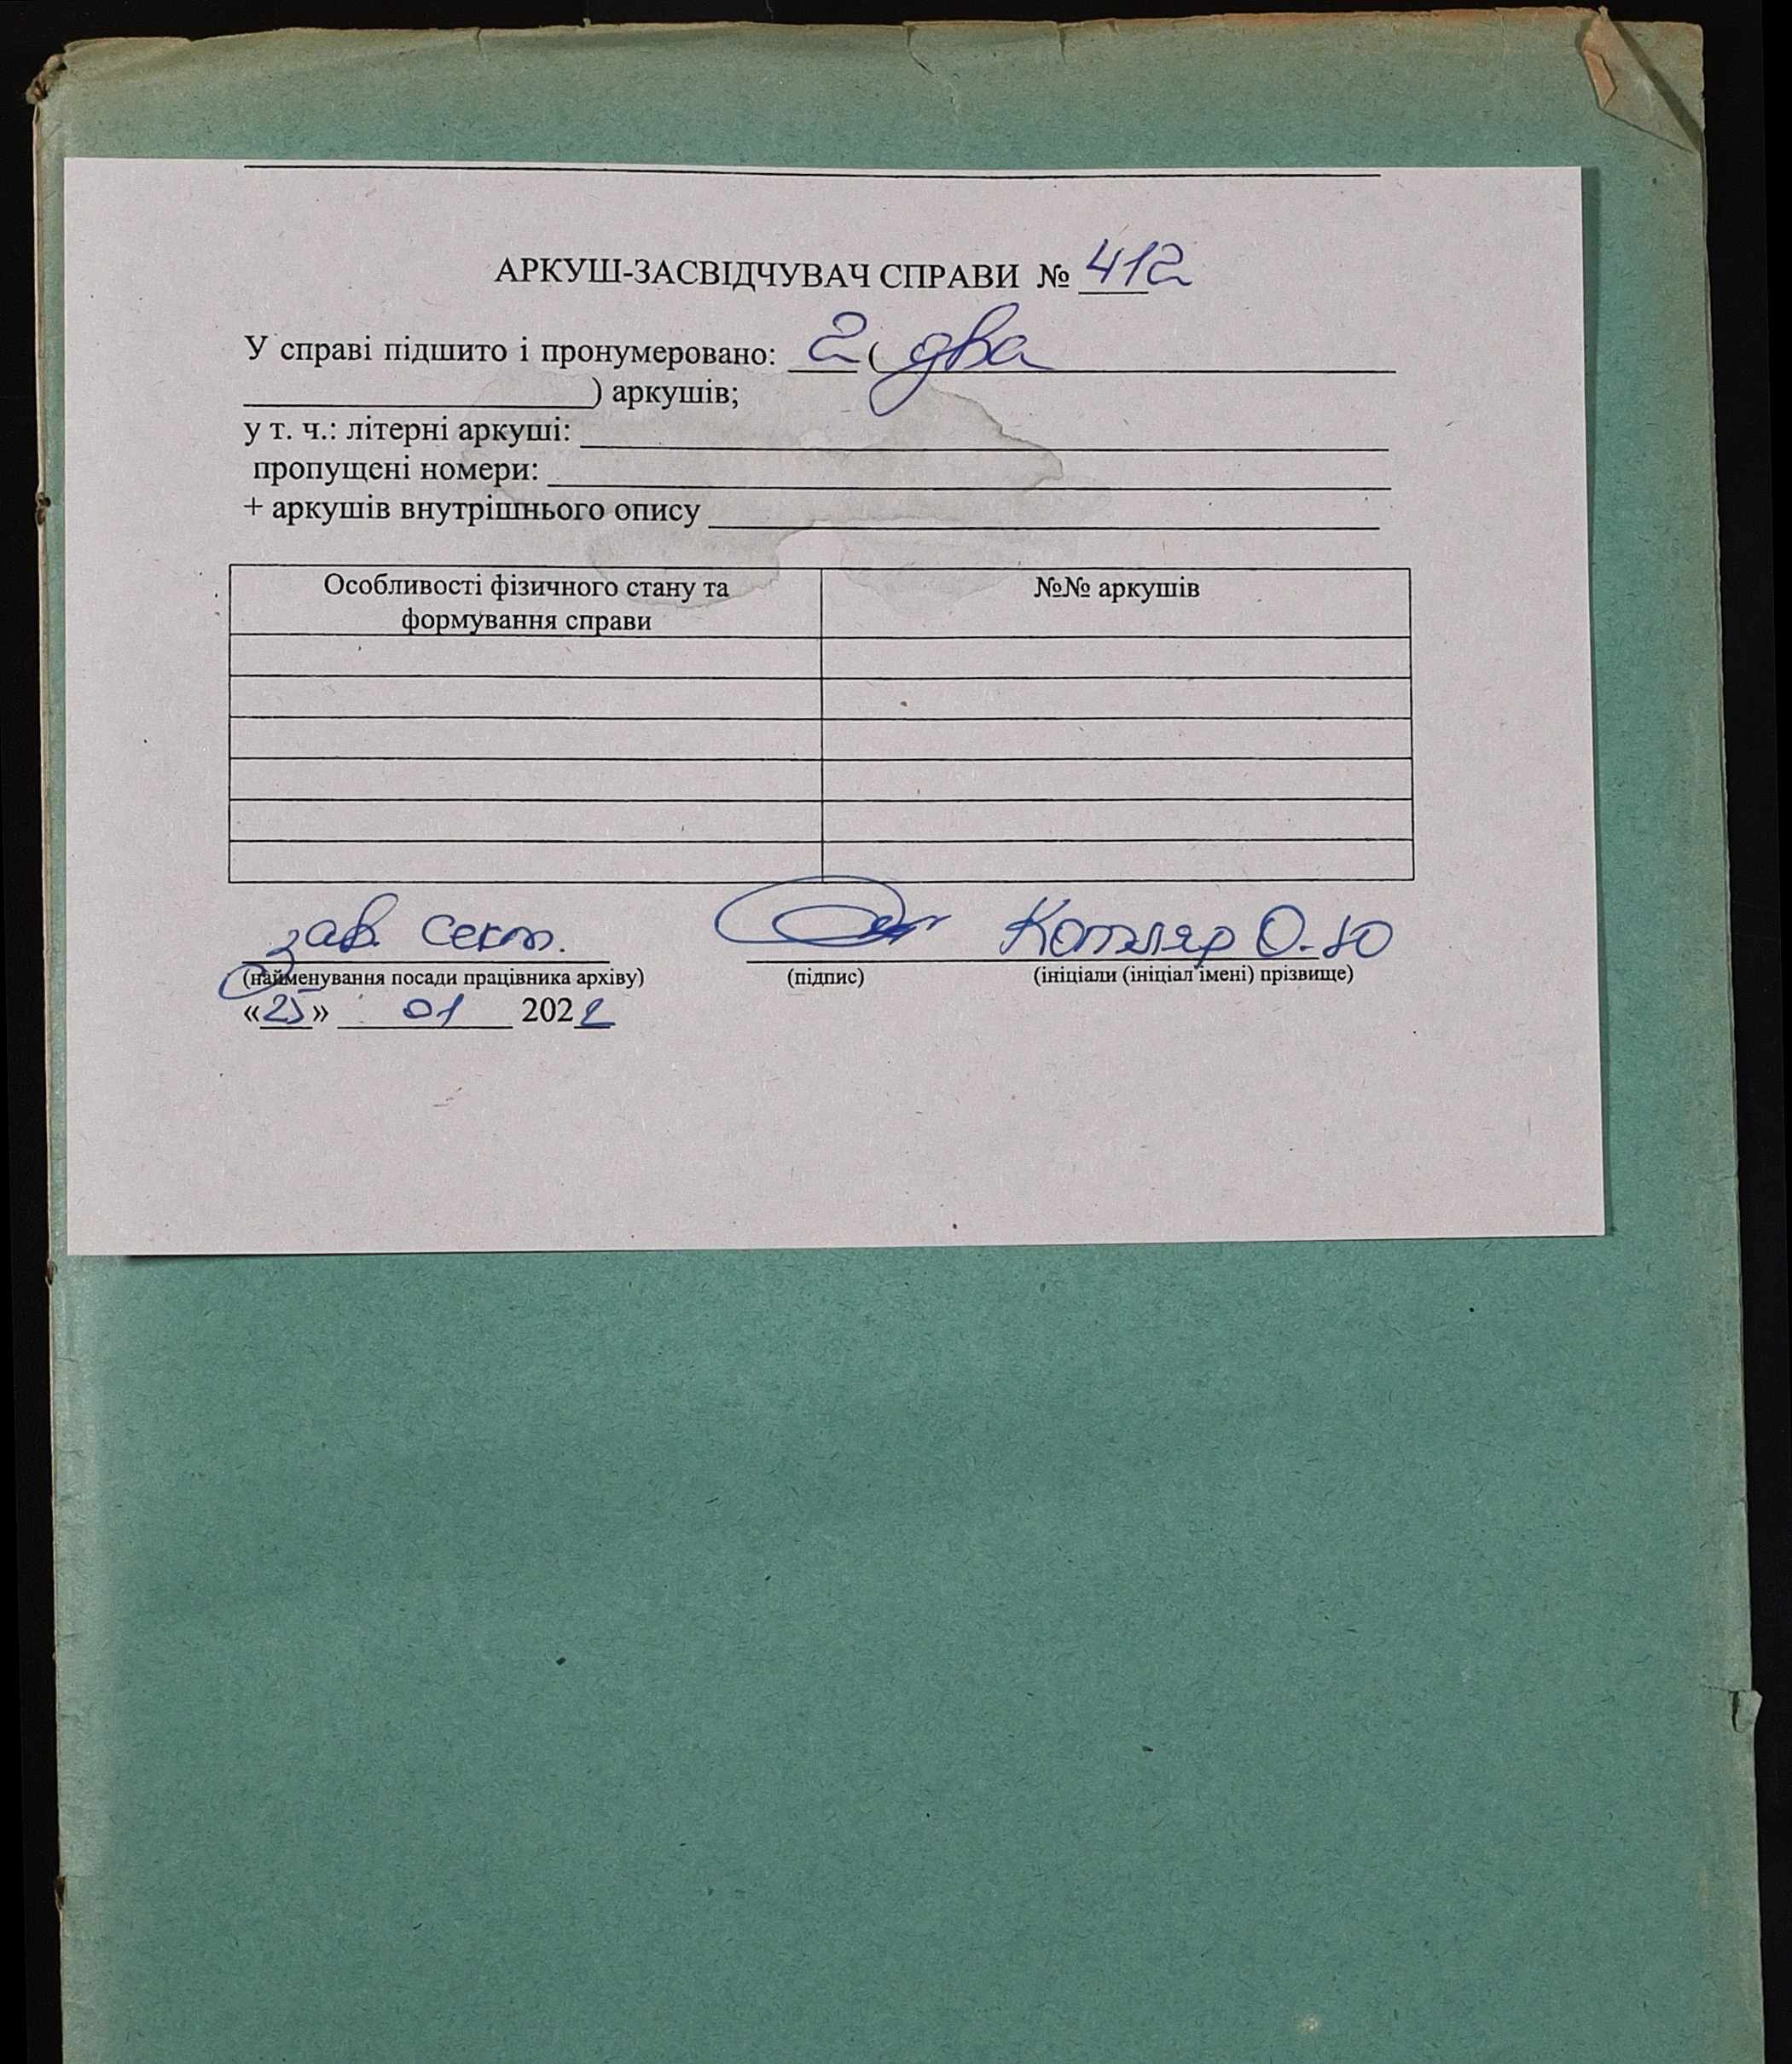 АРКУШ-ЗАСВІДЧУВАЧ СПРАВИ № 412
У справі підшито і пронумеровано: 2 ( два
) аркушів;
у т. ч.: літерні аркуші:
пропущені номери:
+ аркушів внутрішнього опису
Особливості фізичного стану та формування справи
№№ аркушів
зав. сект. Котляр О.Ю
(найменування посади працівника архіву) (підпис) (ініціали (ініціал імені) прізвище)
«25» 01 2022